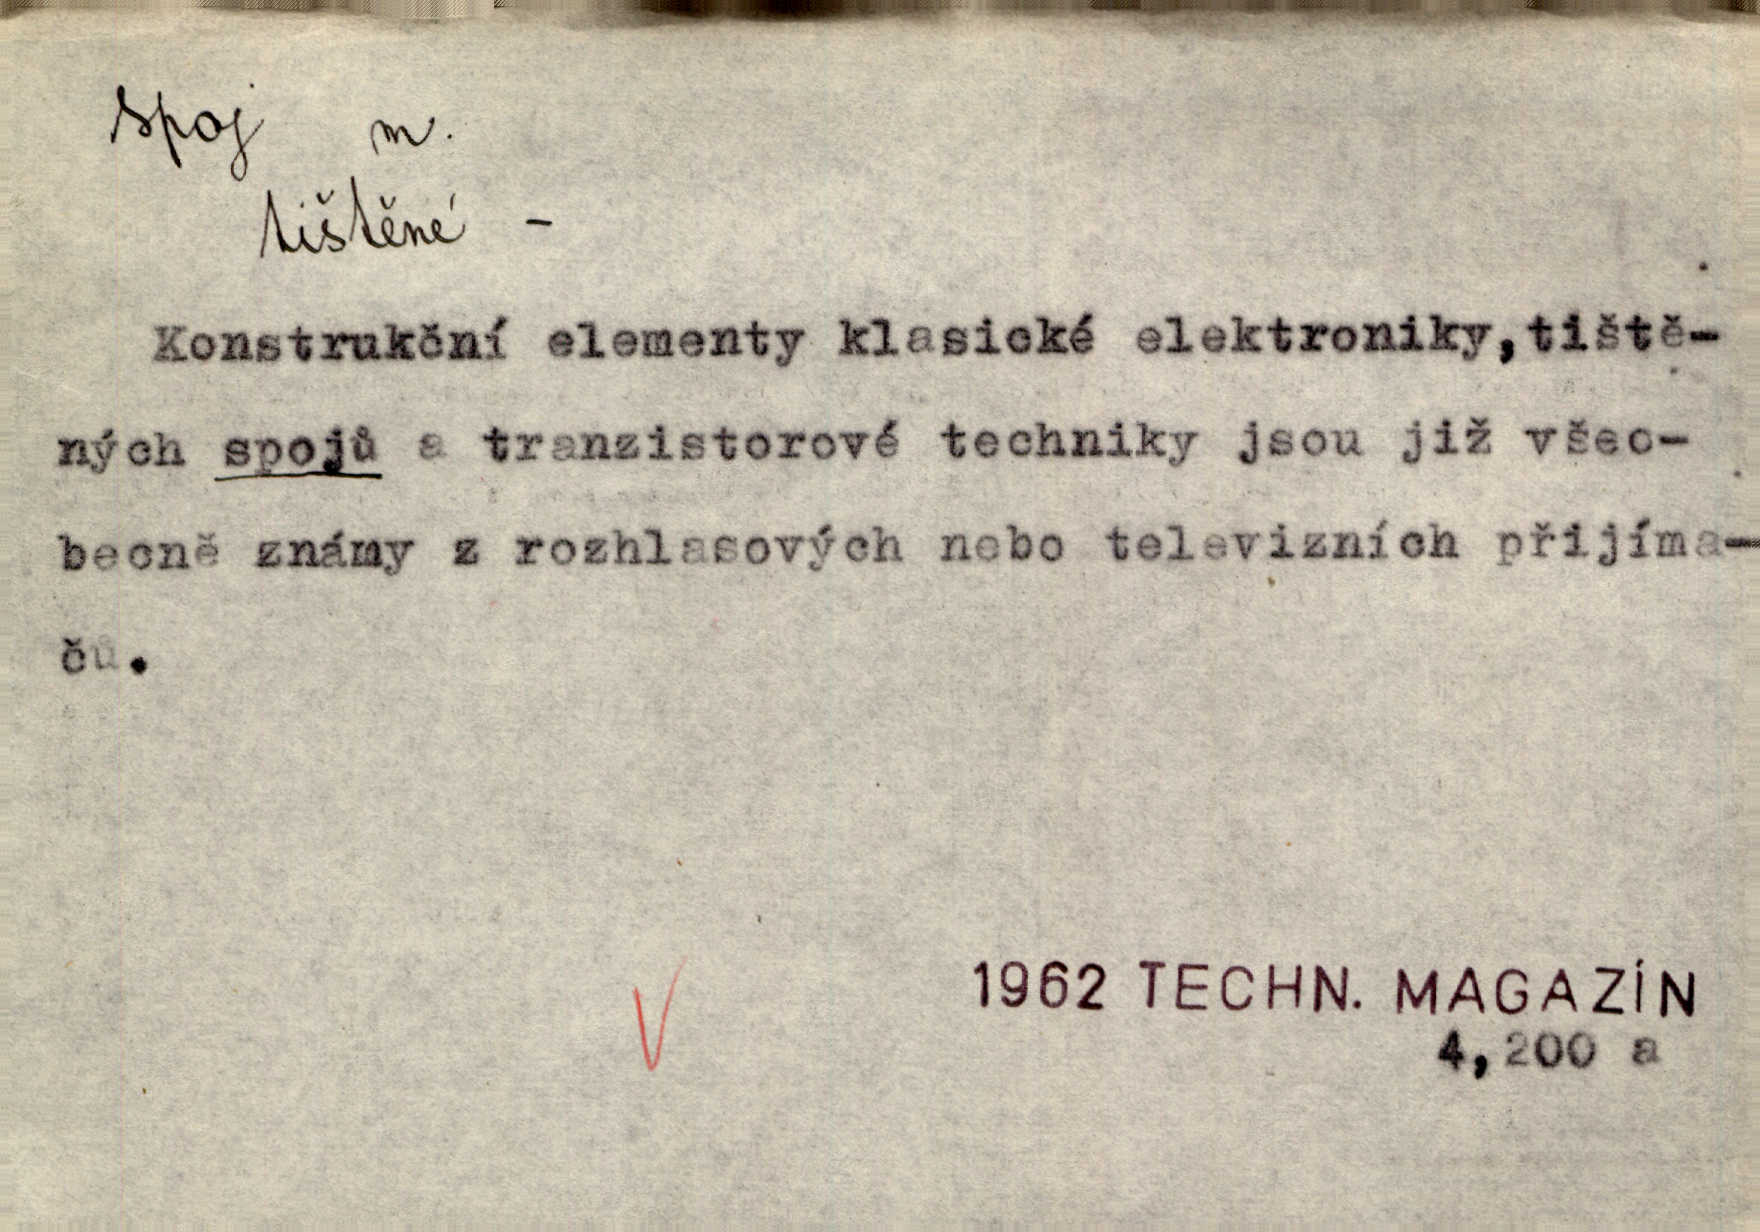 spoj m.
tištěné -
Konstrukční elementy klasické elektroniky, tiště-
ných spojů a tranzistorové techniky jsou již všeo-
becně známy z rozhlasových nebo televizních přijíma-
čů.
V
1962 TECHN. MAGAZÍN
4, 200 a